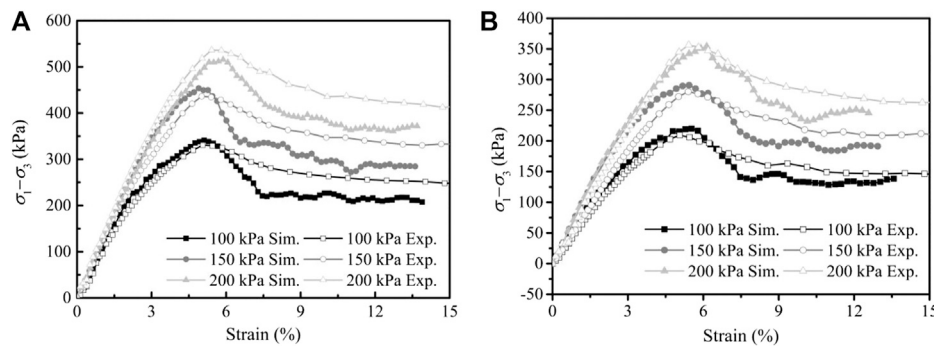 A
σ₁−σ₃ (kPa)
600
500
400
300
200
100
0
100 kPa Sim. 100 kPa Exp.
150 kPa Sim. 150 kPa Exp.
200 kPa Sim. 200 kPa Exp.
0 3 6 9 12 15
Strain (%)
B
σ₁−σ₃ (kPa)
400
350
300
250
200
150
100
50
0
-50
100 kPa Sim. 100 kPa Exp.
150 kPa Sim. 150 kPa Exp.
200 kPa Sim. 200 kPa Exp.
0 3 6 9 12 15
Strain (%)